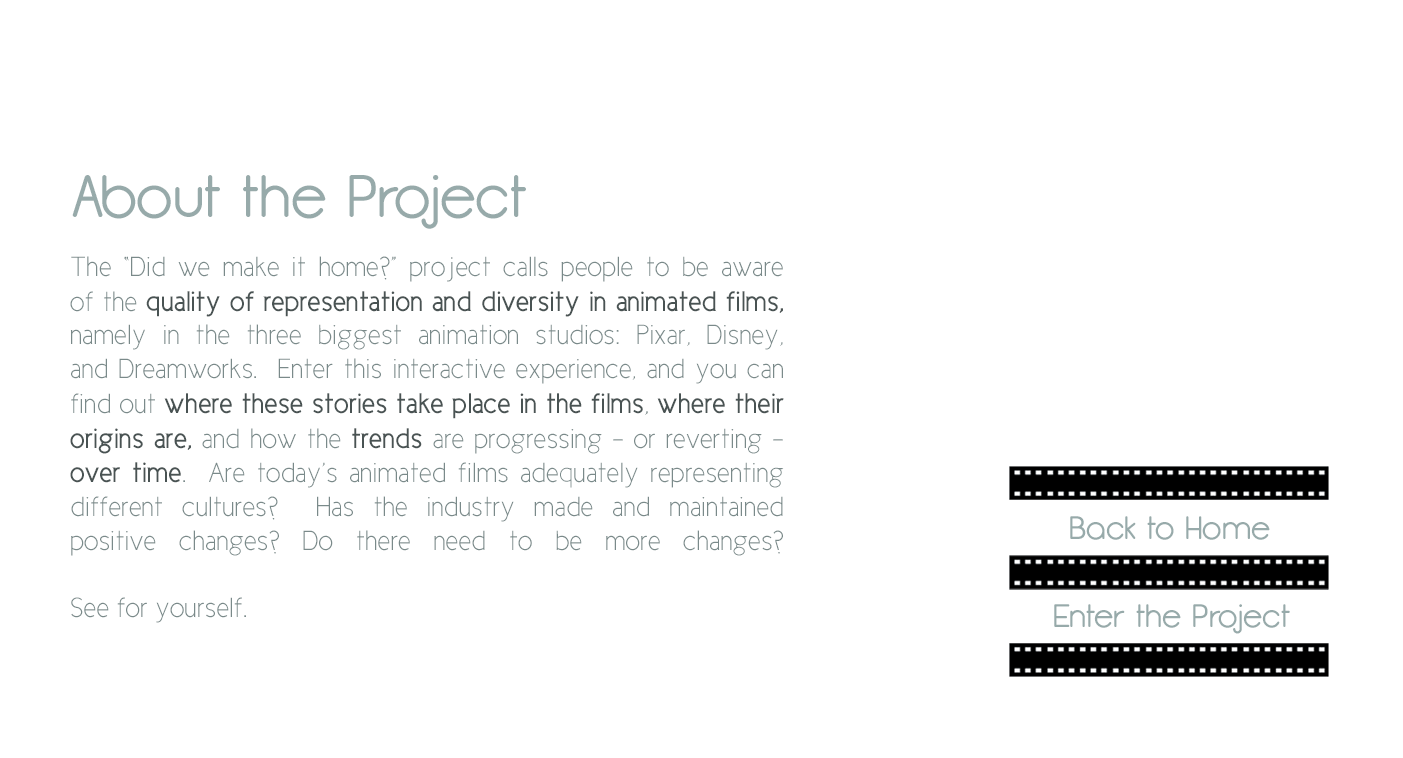 About the Project
The "Did we make it home?" project calls people to be aware
of the quality of representation and diversity in animated films,
namely in the three biggest animation studios: Pixar, Disney,
and Dreamworks. Enter this interactive experience, and you can
find out where these stories take place in the films, where their
origins are, and how the trends are progressing – or reverting –
over time. Are today's animated films adequately representing
different cultures? Has the industry made and maintained
positive changes? Do there need to be more changes?
See for yourself.
Back to Home
Enter the Project